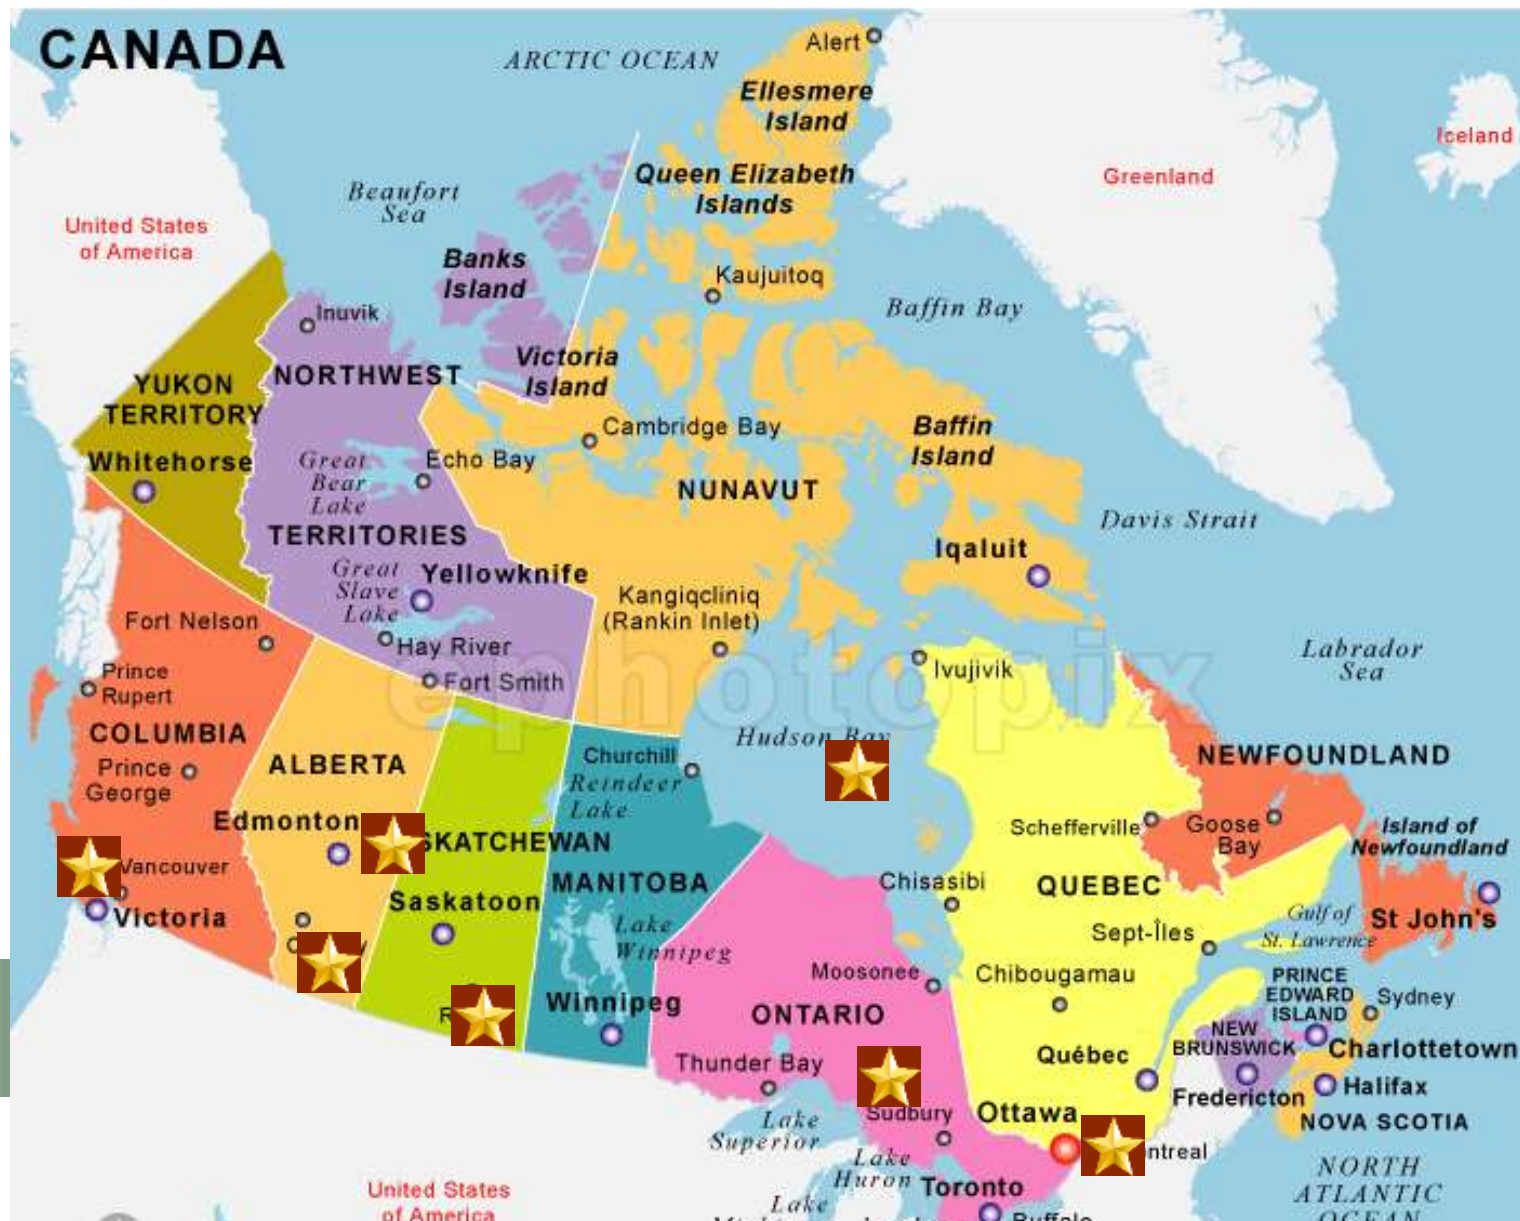 CANADA
ARCTIC OCEAN
Alert
Ellesmere
Island
Iceland
Queen Elizabeth
Islands
Greenland
Beaufort
Sea
United States
of America
Banks
Island
Kaujuitoq
Baffin Bay
Inuvik
Victoria
Island
NORTHWEST
YUKON
TERRITORY
Cambridge Bay
Baffin
Island
Whitehorse
Great
Bear
Lake
Echo Bay
NUNAVUT
Davis Strait
TERRITORIES
Iqaluit
Great
Slave
Lake
Yellowknife
Kangiqcliniq
(Rankin Inlet)
Fort Nelson
Hay River
Labrador
Sea
Prince
Rupert
Fort Smith
Ivujivik
ephotopix
COLUMBIA
Hudson Bay
ALBERTA
Churchill
NEWFOUNDLAND
Prince
George
Reindeer
Lake
Edmonton
SKATCHEWAN
Schefferville
Goose
Bay
Island of
Newfoundland
Vancouver
MANITOBA
Chisasibi
QUEBEC
Victoria
Saskatoon
Lake
Winnipeg
Gulf of
St. Lawrence
St John's
Sept-Îles
Moosonee
Chibougamau
PRINCE
EDWARD
ISLAND
Sydney
R
Winnipeg
ONTARIO
NEW
BRUNSWICK
Charlottetown
Thunder Bay
Québec
Halifax
Fredericton
Sudbury
Ottawa
NOVA SCOTIA
Lake
Superior
ntreal
Lake
Huron
Toronto
NORTH
ATLANTIC
OCEAN
United States
of America
Lake
Buffalo